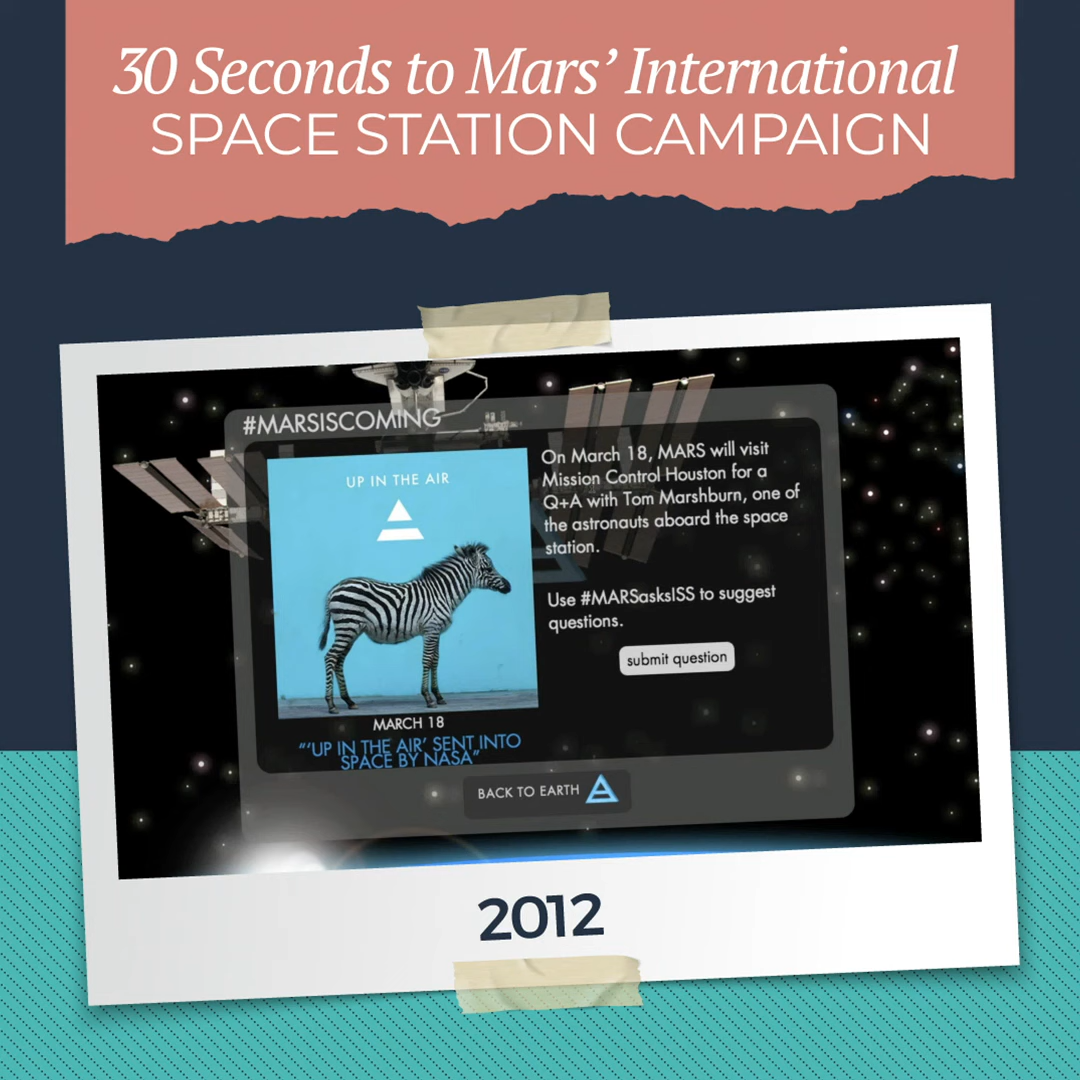 30 Seconds to Mars’ International
SPACE STATION CAMPAIGN
#MARSISCOMING
UP IN THE AIR
MARCH 18
“‘UP IN THE AIR’ SENT INTO
SPACE BY NASA”
On March 18, MARS will visit
Mission Control Houston for a
Q+A with Tom Marshburn, one of
the astronauts aboard the space
station.
Use #MARSasksISS to suggest
questions.
submit question
BACK TO EARTH
2012